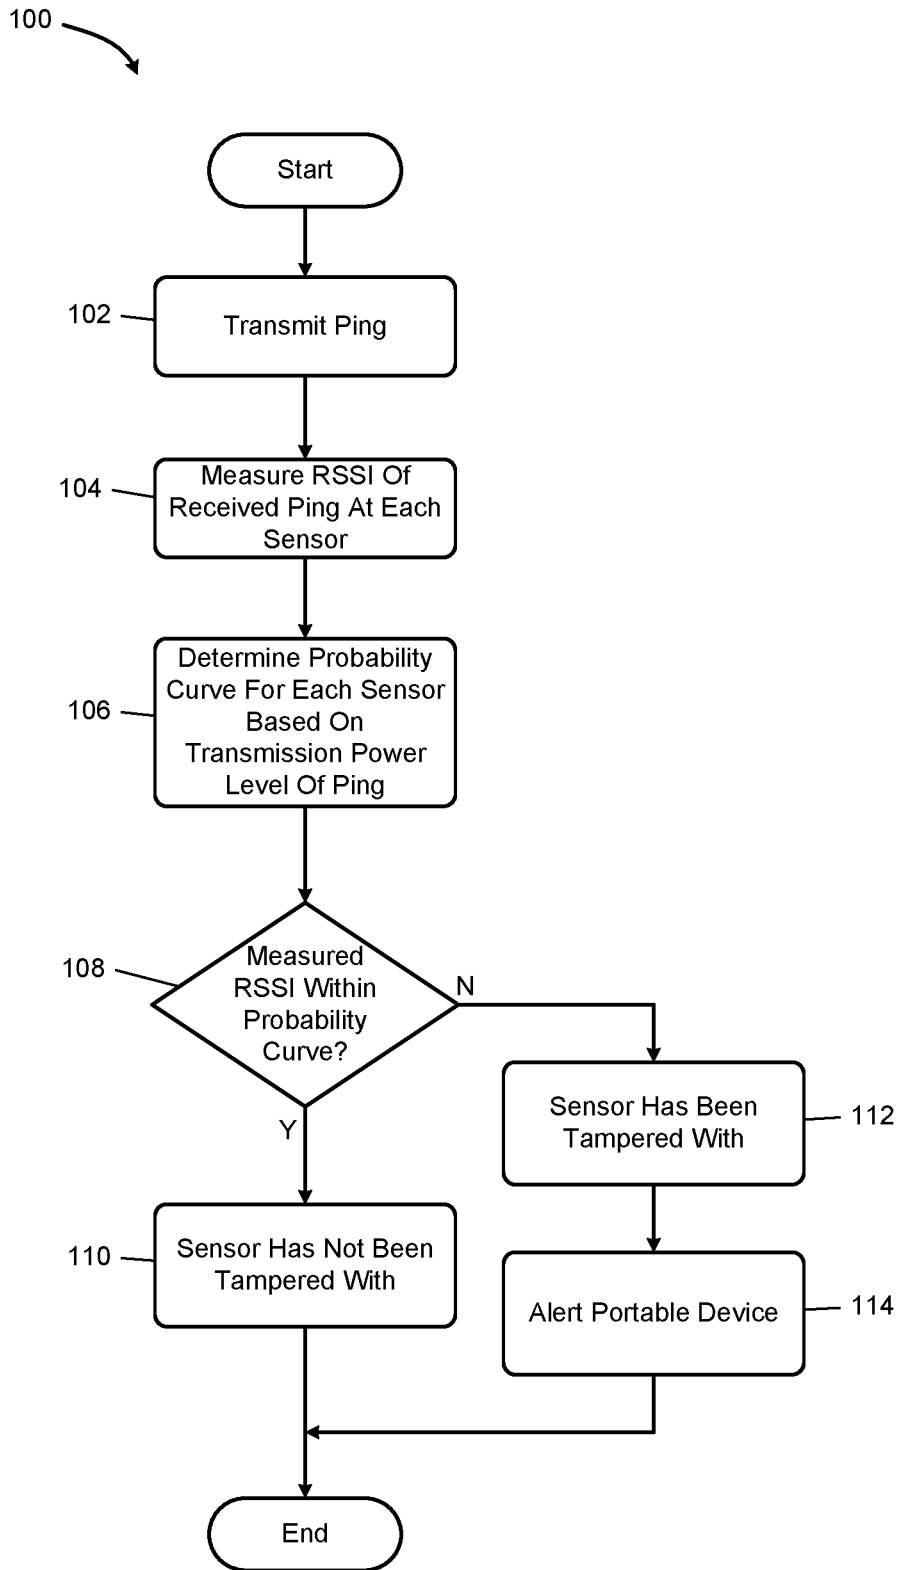 100
Start
102
Transmit Ping
104
Measure RSSI Of
Received Ping At Each
Sensor
106
Determine Probability
Curve For Each Sensor
Based On
Transmission Power
Level Of Ping
108
Measured
RSSI Within
Probability
Curve?
N
Y
Sensor Has Been
Tampered With
112
110
Sensor Has Not Been
Tampered With
Alert Portable Device
114
End